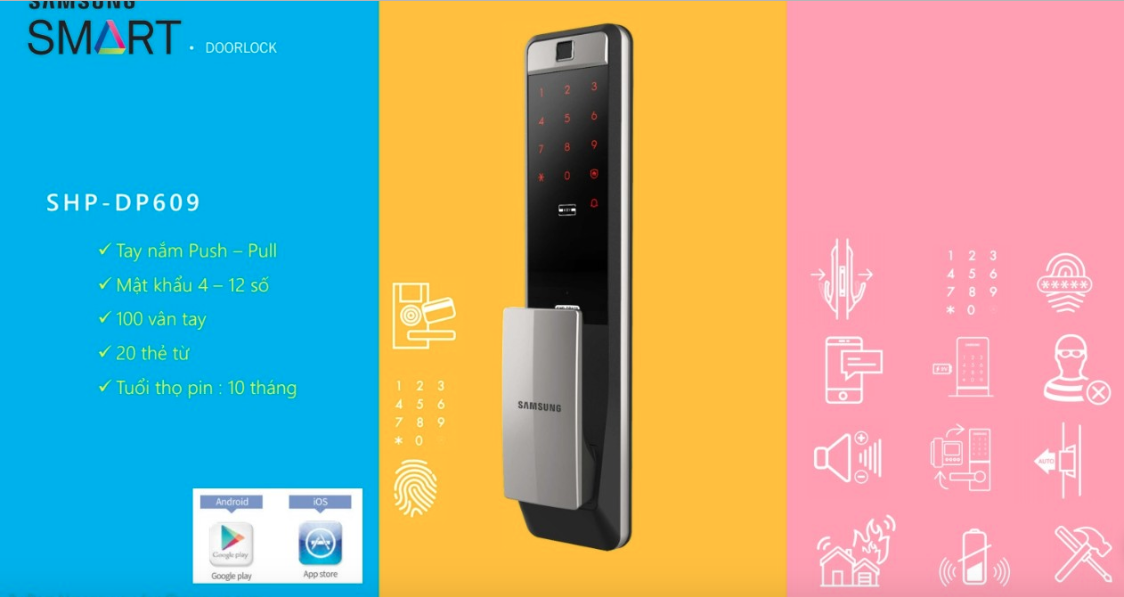 SAMSUNG
SMART • DOORLOCK
SHP-DP609
✓ Tay nắm Push – Pull
✓ Mật khẩu 4 – 12 số
✓ 100 vân tay
✓ 20 thẻ từ
✓ Tuổi thọ pin : 10 tháng
Android
iOS
Google play
Google play
App store
1 2 3
4 5 6
7 8 9
* 0
1 2 3
4 5 6
7 8 9
* 0
SAMSUNG
1 2 3
4 5 6
7 8 9
* 0
*****
AUTO